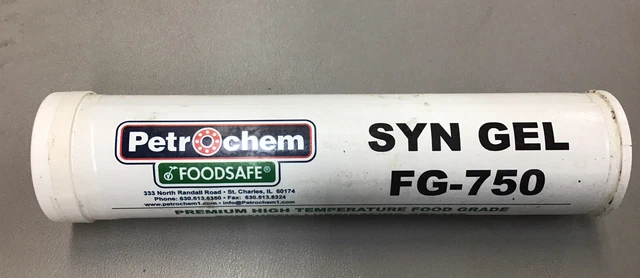 Petrochem
FOODSAFE®
333 North Randall Road • St. Charles, IL 60174
Phone: 630.513.6350 • Fax: 630.513.6324
www.petrochem1.com • info@Petrochem1.com
SYN GEL
FG-750
PREMIUM HIGH TEMPERATURE FOOD GRADE